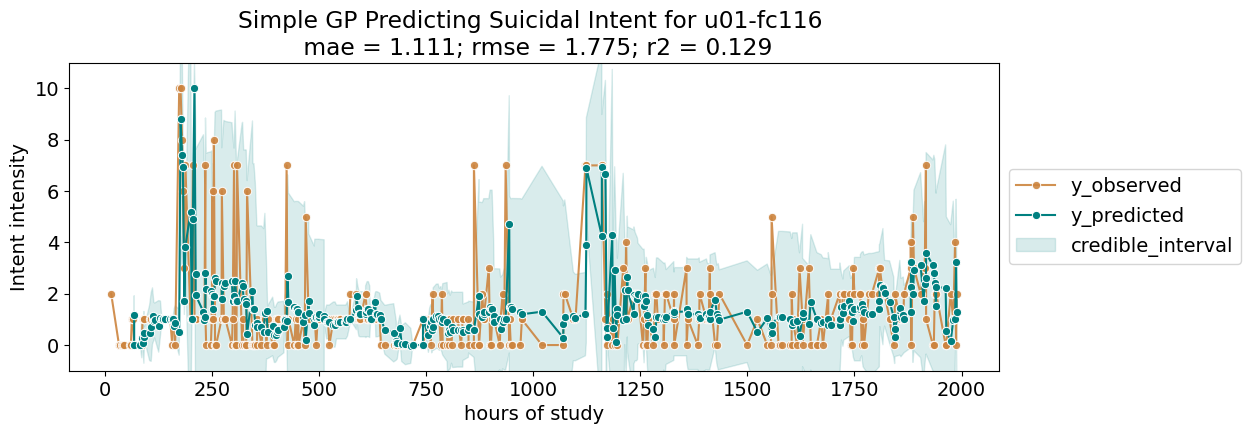 Simple GP Predicting Suicidal Intent for u01-fc116
mae = 1.111; rmse = 1.775; r2 = 0.129
10
8
6
4
2
0
Intent intensity
0 250 500 750 1000 1250 1500 1750 2000
hours of study
y_observed
y_predicted
credible_interval